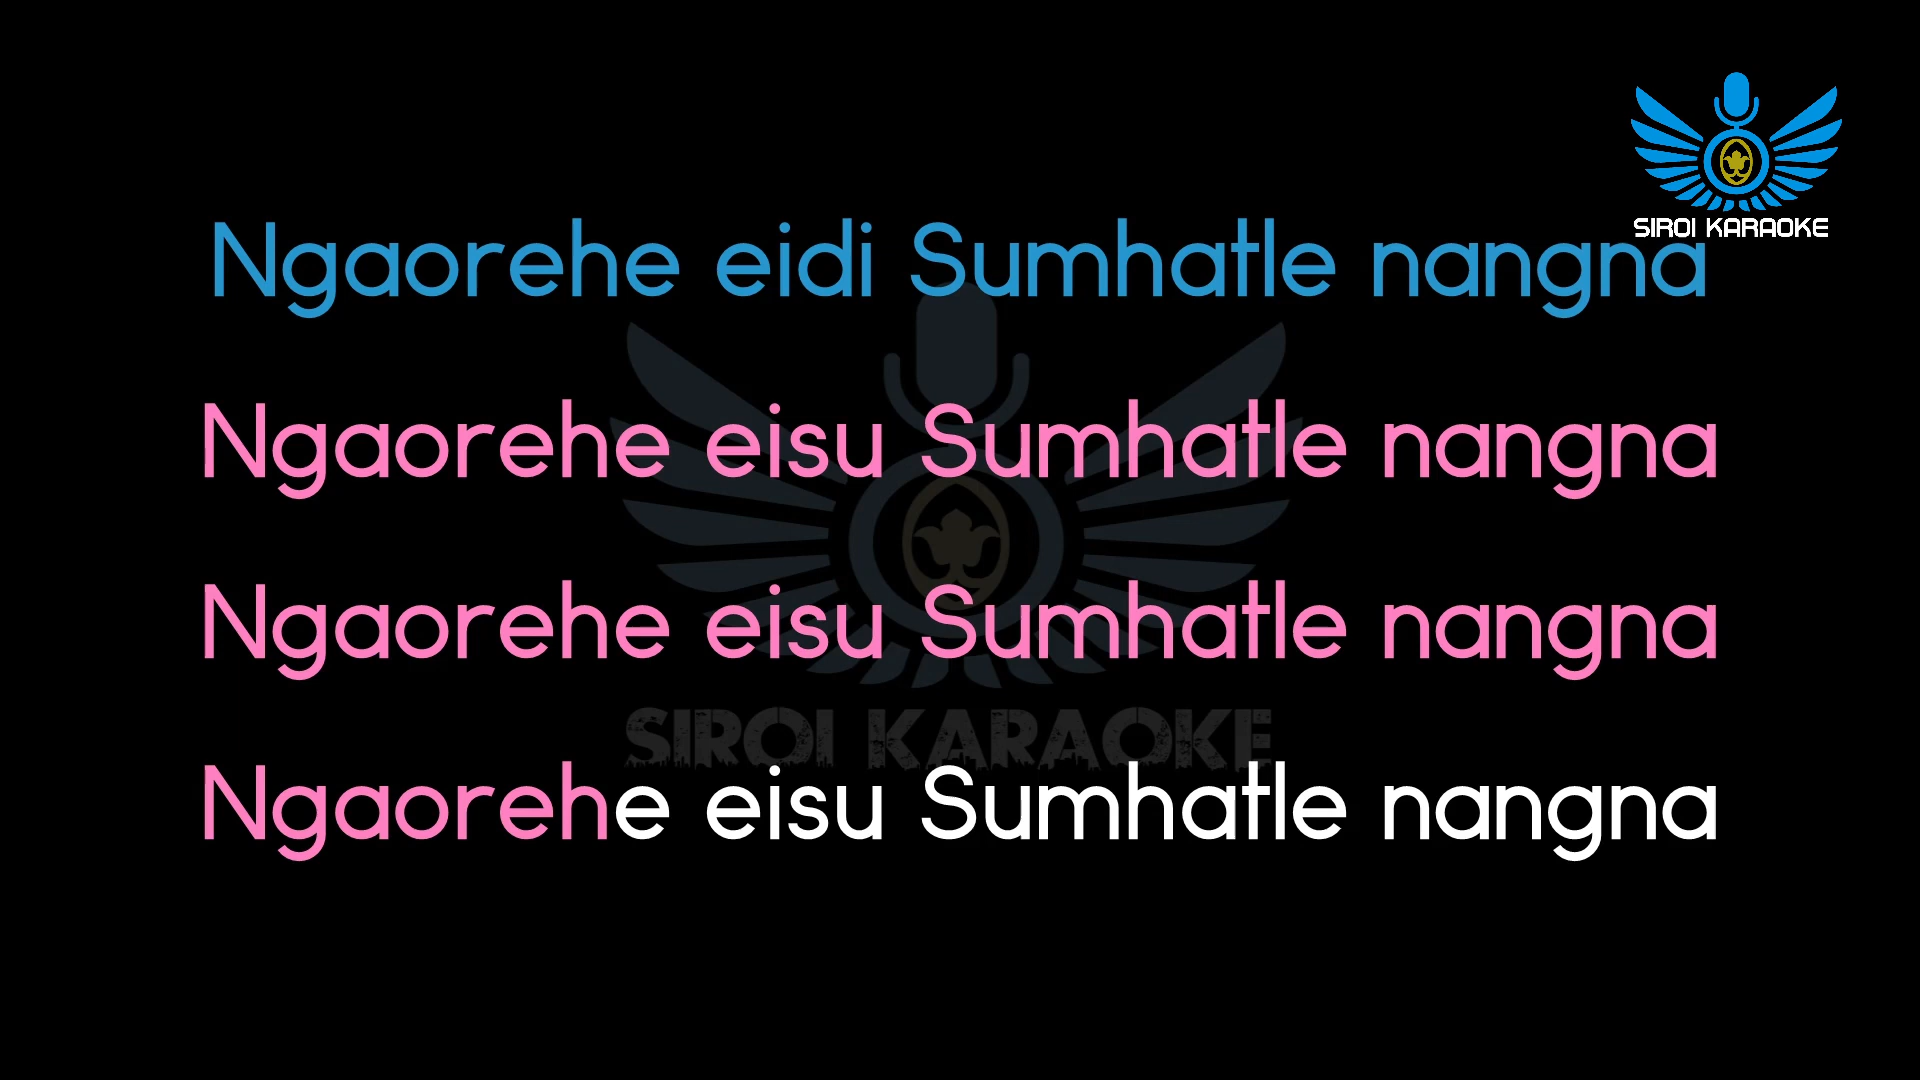 SIROI KARAOKE
Ngaorehe eidi Sumhatle nangna
Ngaorehe eisu Sumhatle nangna
Ngaorehe eisu Sumhatle nangna
SIROI KARAOKE
Ngaorehe eisu Sumhatle nangna